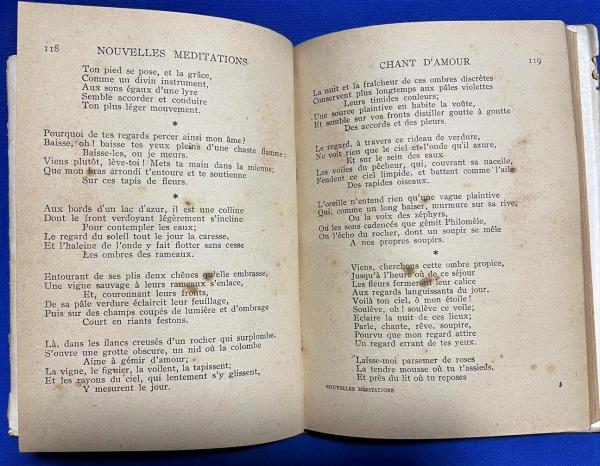 118 NOUVELLES MEDITATIONS
Ton pied se pose, et la grâce,
Comme un divin instrument,
Aux sons égaux d'une lyre
Semble accorder et conduire
Ton plus léger mouvement.
*
Pourquoi de tes regards percer ainsi mon âme?
Baisse, oh! baisse tes yeux pleins d'une chaste flamme:
Baisse-les, ou je meurs.
Viens plutôt, lève-toi! Mets ta main dans la mienne;
Que mon bras arrondi t'entoure et te soutienne
Sur ces tapis de fleurs.
*
Aux bords d'un lac d'azur, il est une colline
Dont le front verdoyant légèrement s'incline
Pour contempler les eaux;
Le regard du soleil tout le jour la caresse,
Et l'haleine de l'onde y fait flotter sans cesse
Les ombres des rameaux.
Entourant de ses plis deux chênes qu'elle embrasse,
Une vigne sauvage à leurs rameaux s'enlace,
Et, couronnant leurs fronts,
De sa pâle verdure éclaircit leur feuillage,
Puis sur des champs coupés de lumière et d'ombrage
Court en riants festons.
Là, dans les flancs creusés d'un rocher qui surplombe.
S'ouvre une grotte obscure, un nid où la colombe
Aime à gémir d'amour;
La vigne, le figuier, la voilent, la tapissent;
Et les rayons du ciel, qui lentement s'y glissent,
Y mesurent le jour.
CHANT D'AMOUR 119
La nuit et la fraîcheur de ces ombres discrètes
Conservent plus longtemps aux pâles violettes
Leurs timides couleurs;
Une source plaintive en habite la voûte,
Et semble sur vos fronts distiller goutte à goutte
Des accords et des pleurs.
Le regard, à travers ce rideau de verdure,
Ne voit rien que le ciel et l'onde qu'il azure,
Et sur le sein des eaux
Les voiles du pêcheur, qui, couvrant sa nacelle,
Fendent ce ciel limpide, et battent comme l'aile
Des rapides oiseaux.
L'oreille n'entend rien qu'une vague plaintive
Qui, comme un long baiser, murmure sur sa rive,
Ou la voix des zéphyrs,
Ou les sons cadencés que gémit Philomèle,
Ou l'écho du rocher, dont un soupir se mêle
A nos propres soupirs.
*
Viens, cherchons cette ombre propice,
Jusqu'à l'heure où de ce séjour
Les fleurs fermeront leur calice
Aux regards languissants du jour.
Voilà ton ciel, ô mon étoile!
Soulève, oh! soulève ce voile;
Eclaire la nuit de ces lieux;
Parle, chante, rêve, soupire,
Pourvu que mon regard attire
Un regard errant de tes yeux.
Laisse-moi parsemer de roses
La tendre mousse où tu t'assieds,
Et près du lit où tu reposes
NOUVELLES MÉDITATIONS 5